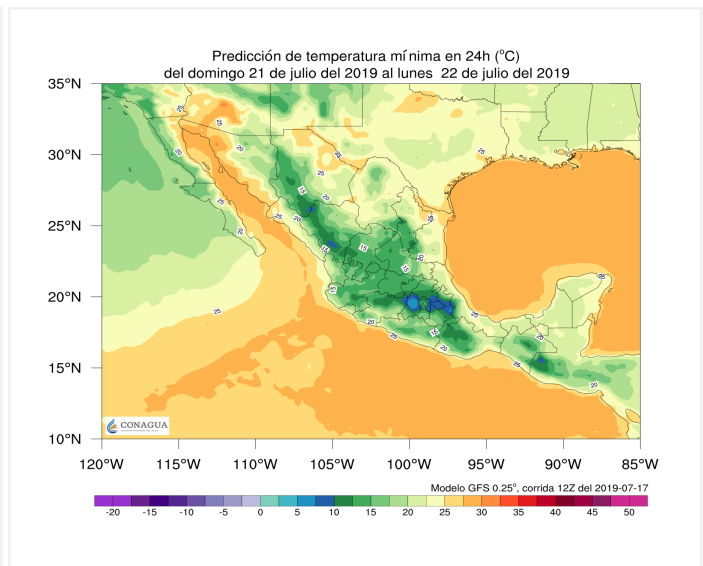 Predicción de temperatura mínima en 24h (°C)
del domingo 21 de julio del 2019 al lunes 22 de julio del 2019
35°N
30°N
25°N
20°N
15°N
10°N
CONAGUA
120°W 115°W 110°W 105°W 100°W 95°W 90°W 85°W
Modelo GFS 0.25°, corrida 12Z del 2019-07-17
-20 -15 -10 -5 0 5 10 15 20 25 30 35 40 45 50